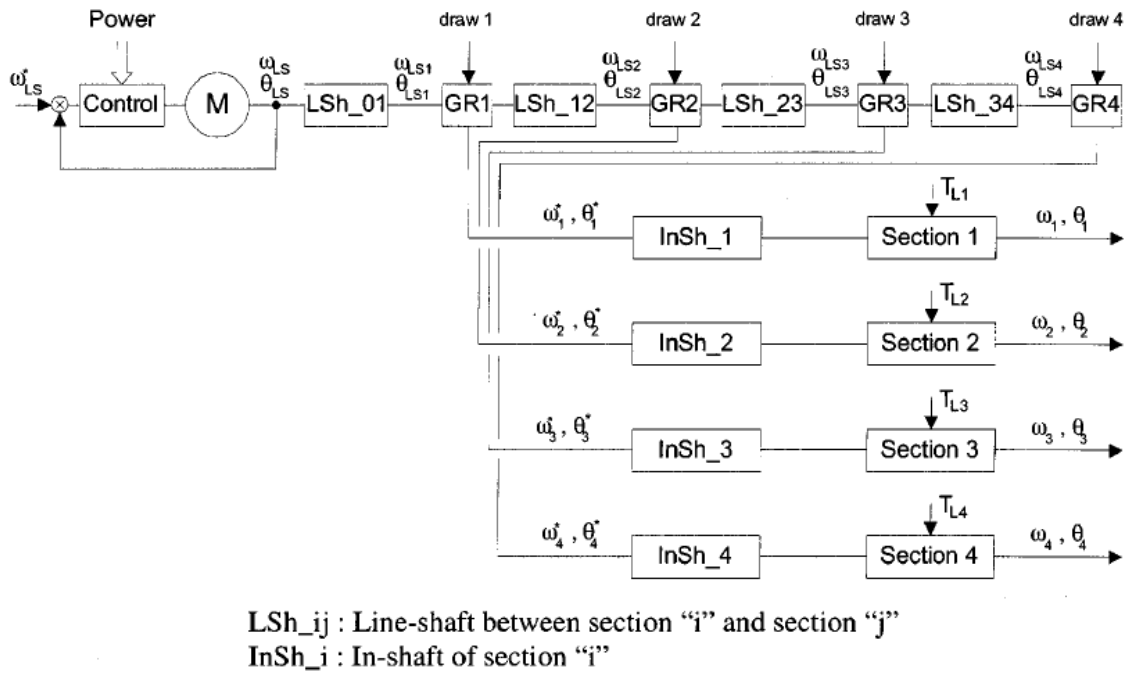 Power
draw 1
draw 2
draw 3
draw 4
ω*LS
Control
M
ωLS
θLS
LSh_01
ωLS1
θLS1
GR1
LSh_12
ωLS2
θLS2
GR2
LSh_23
ωLS3
θLS3
GR3
LSh_34
ωLS4
θLS4
GR4
TL1
ω*1 , θ*1
InSh_1
Section 1
ω1 , θ1
TL2
ω*2 , θ*2
InSh_2
Section 2
ω2 , θ2
TL3
ω*3 , θ*3
InSh_3
Section 3
ω3 , θ3
TL4
ω*4 , θ*4
InSh_4
Section 4
ω4 , θ4
LSh_ij : Line-shaft between section “i” and section “j”
InSh_i : In-shaft of section “i”